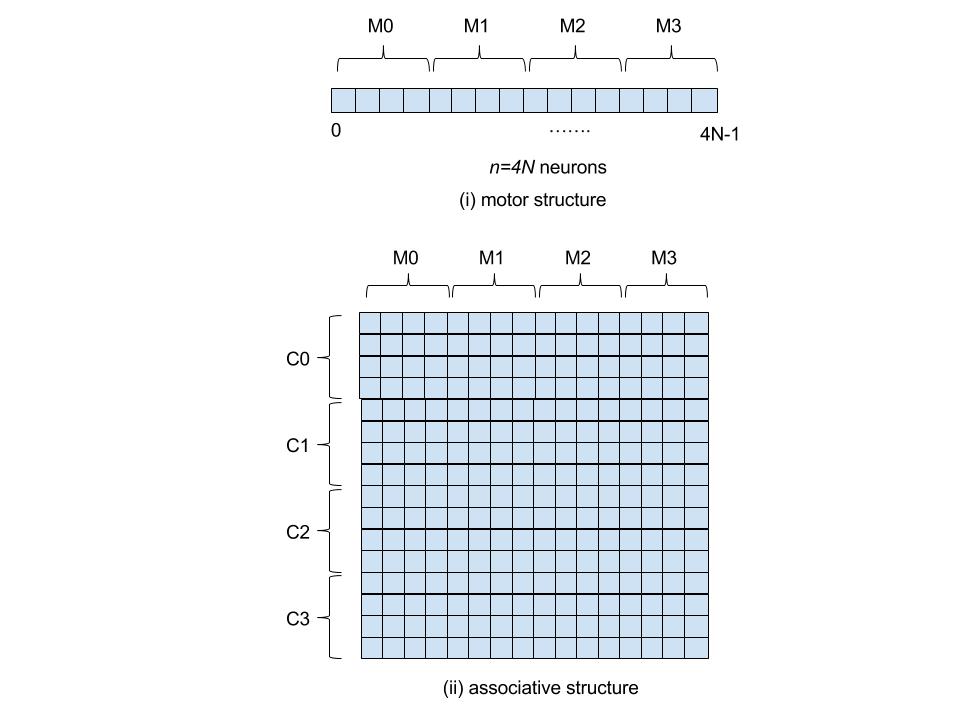 M0 M1 M2 M3
0 ....... 4N-1
n=4N neurons
(i) motor structure
M0 M1 M2 M3
C0
C1
C2
C3
(ii) associative structure